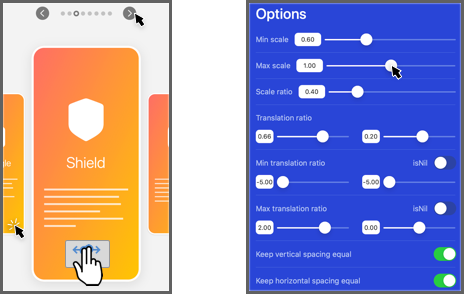 Shield
Options
Min scale 0.60
Max scale 1.00
Scale ratio 0.40
Translation ratio
0.66 0.20
Min translation ratio isNil
-5.00 -5.00
Max translation ratio isNil
2.00 0.00
Keep vertical spacing equal
Keep horizontal spacing equal